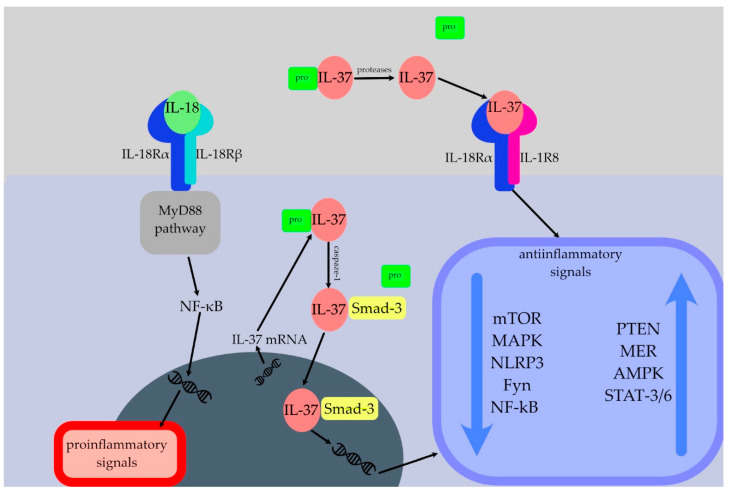 pro
pro
IL-37
proteases
IL-37
IL-18
IL-37
IL-18Rα
IL-18Rβ
IL-18Rα
IL-1R8
MyD88
pathway
pro
IL-37
caspaze-1
pro
NF-κB
IL-37
Smad-3
IL-37 mRNA
IL-37
Smad-3
proinflammatory
signals
antiinflammatory
signals
mTOR
MAPK
NLRP3
Fyn
NF-kB
PTEN
MER
AMPK
STAT-3/6